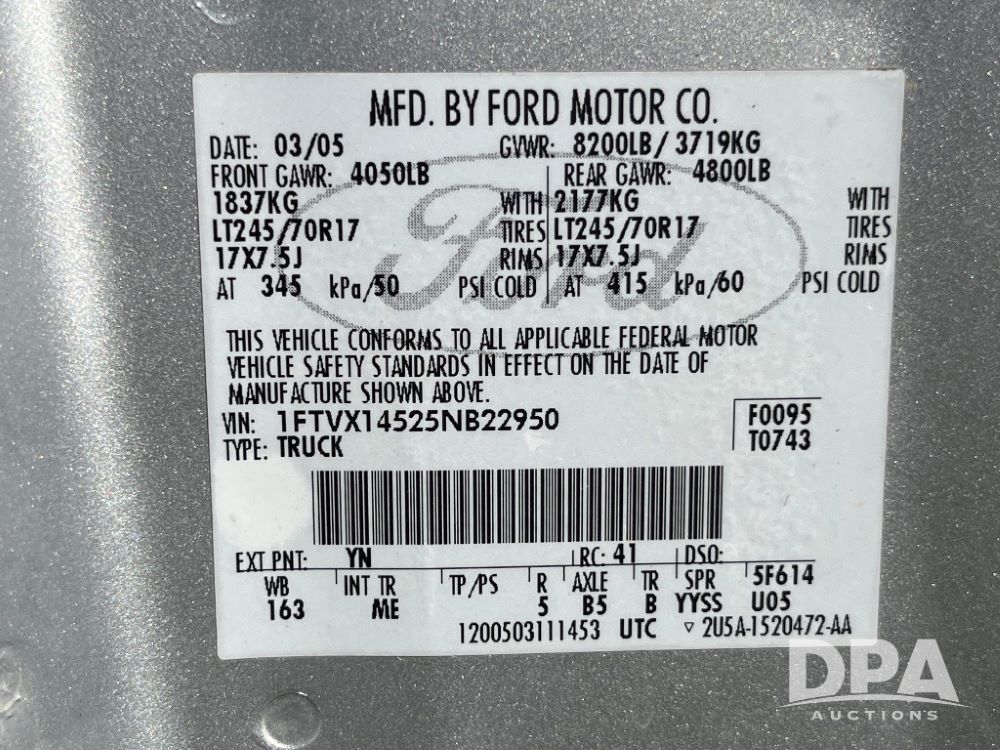 MFD. BY FORD MOTOR CO.
DATE: 03/05 GVWR: 8200LB/ 3719KG
FRONT GAWR: 4050LB REAR GAWR: 4800LB
1837KG WITH 2177KG WITH
LT245/70R17 TIRES LT245/70R17 TIRES
17X7.5J RIMS 17X7.5J RIMS
AT 345 kPa/50 PSI COLD AT 415 kPa/60 PSI COLD
Ford
THIS VEHICLE CONFORMS TO ALL APPLICABLE FEDERAL MOTOR
VEHICLE SAFETY STANDARDS IN EFFECT ON THE DATE OF
MANUFACTURE SHOWN ABOVE.
VIN: 1FTVX14525NB22950 F0095
TYPE: TRUCK T0743
EXT PNT: YN RC: 41 DSO:
WB INT TR TP/PS R AXLE TR SPR 5F614
163 ME 5 B5 B YYSS U05
1200503111453 UTC ▽ 2U5A-1520472-AA
DPA
AUCTIONS